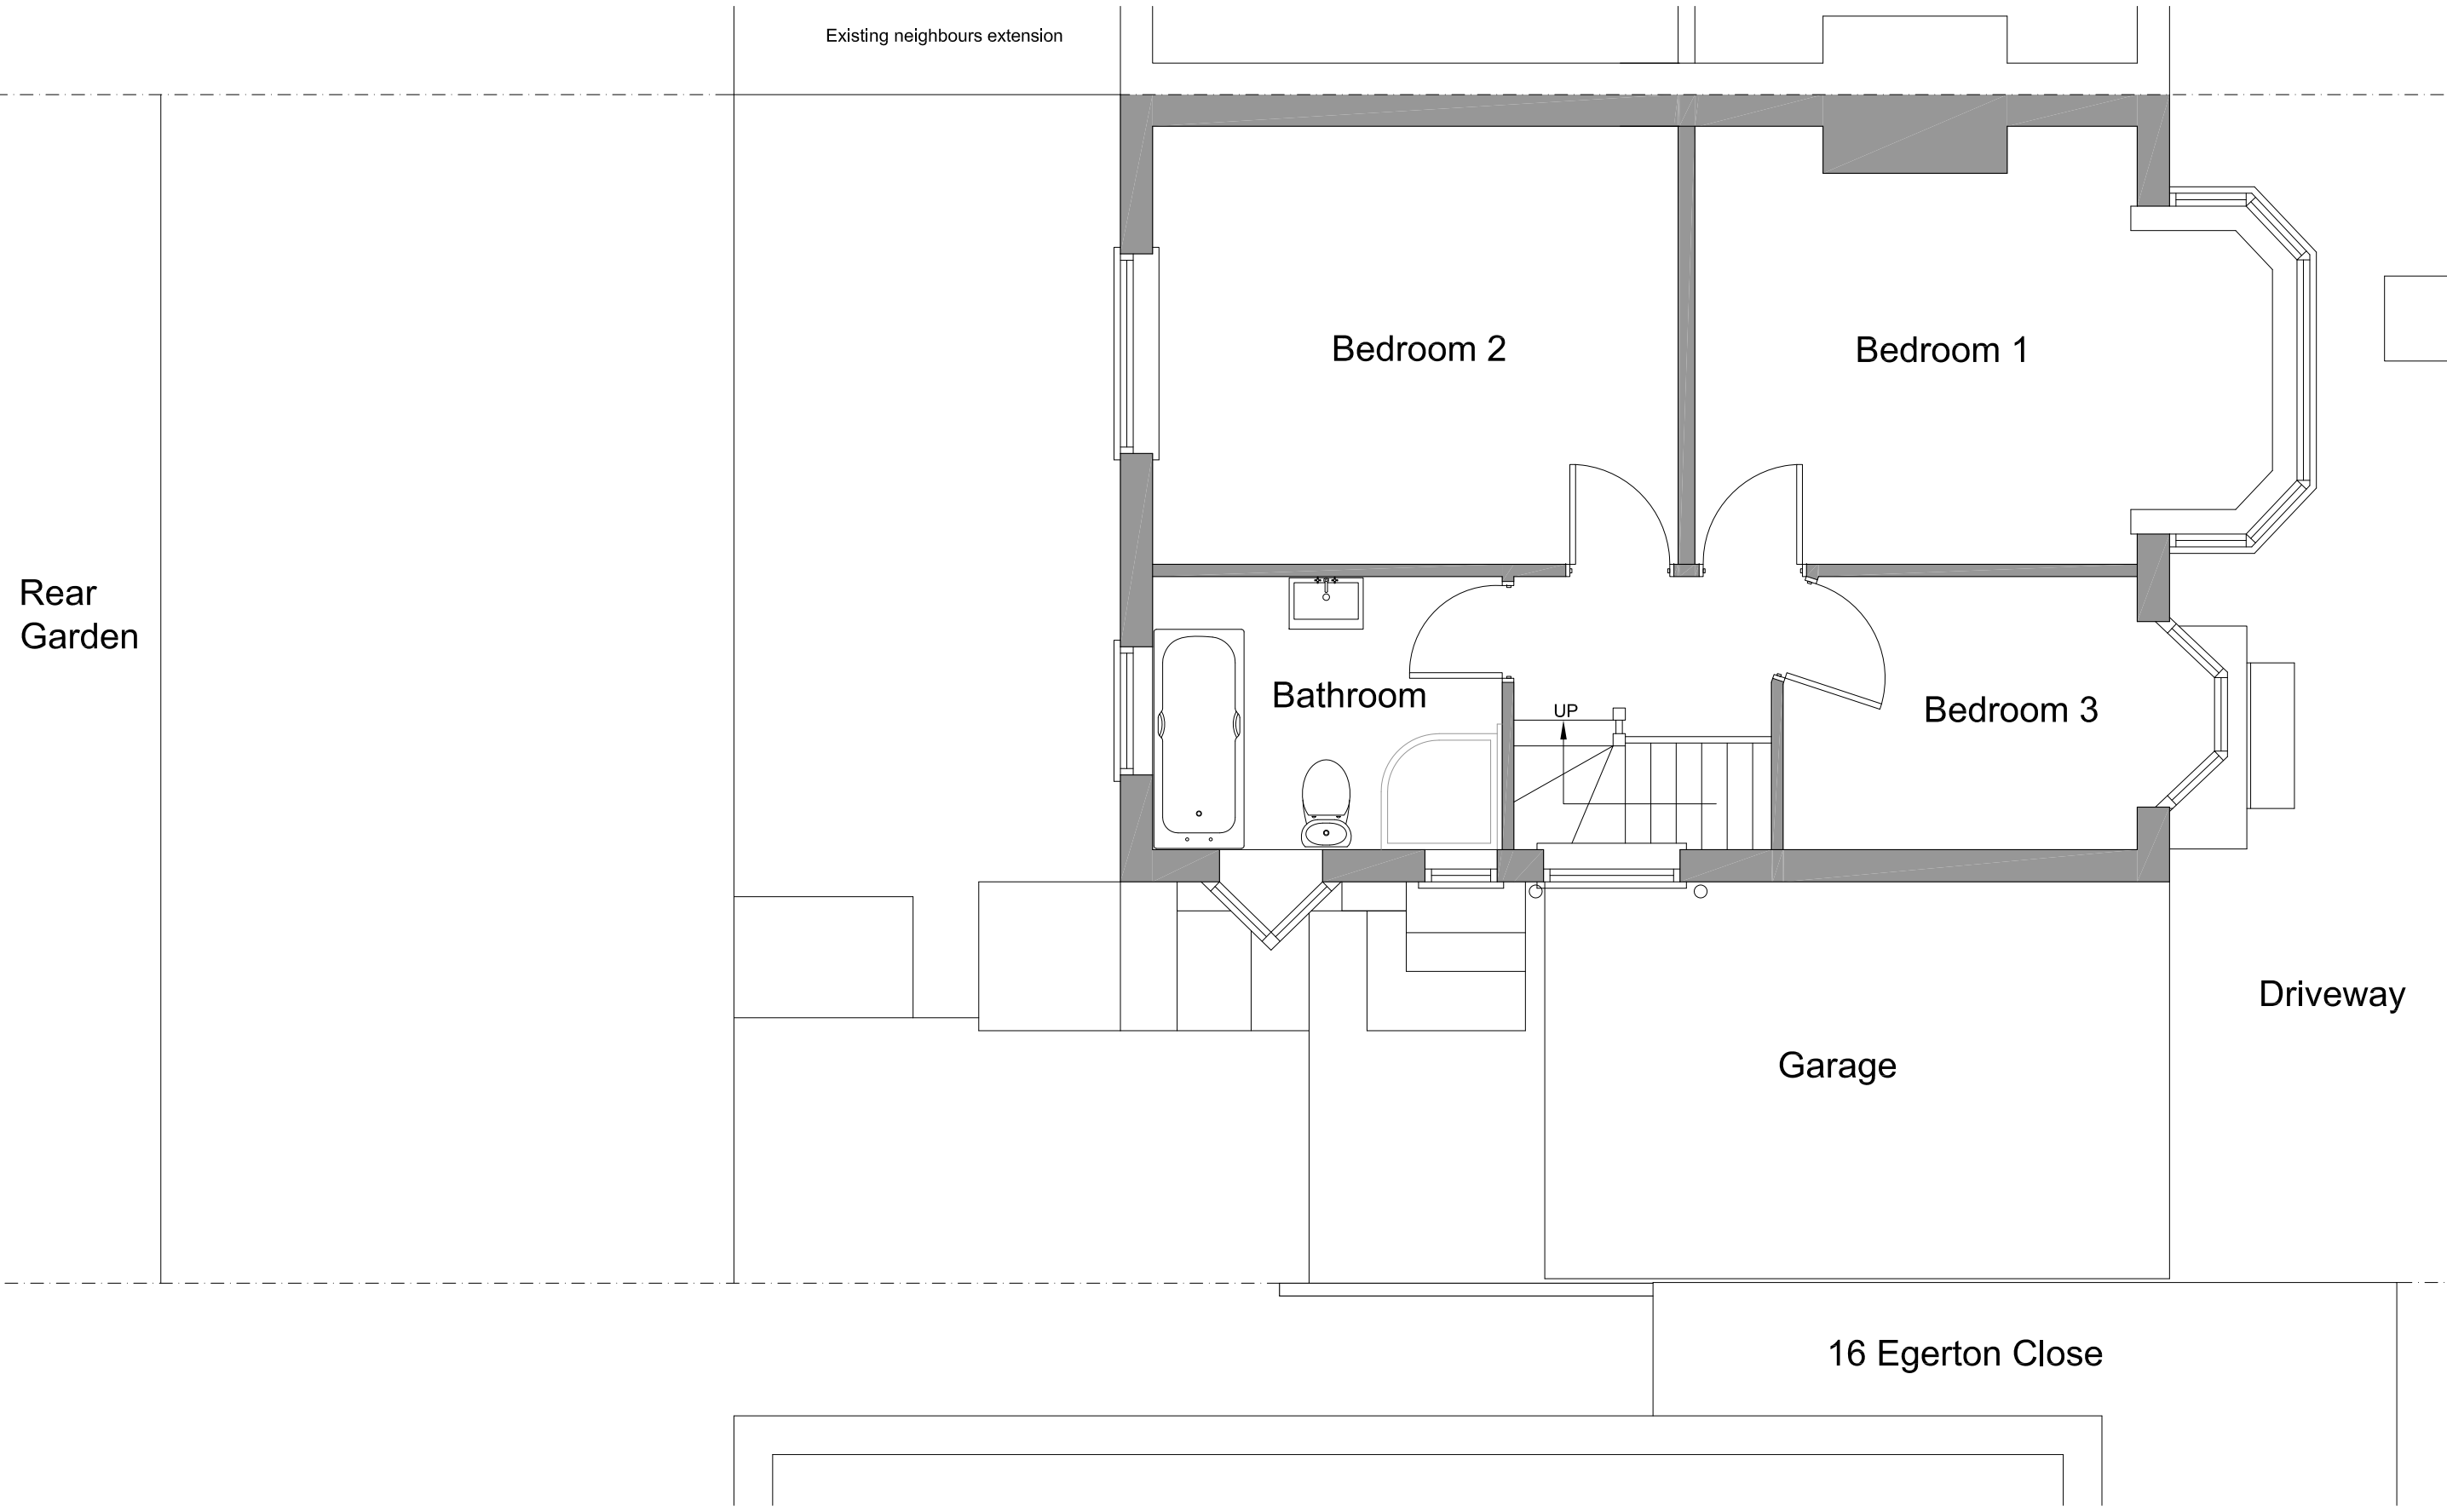 Existing neighbours extension
Bedroom 2
Bedroom 1
Rear
Garden
Bathroom
UP
Bedroom 3
Driveway
Garage
16 Egerton Close